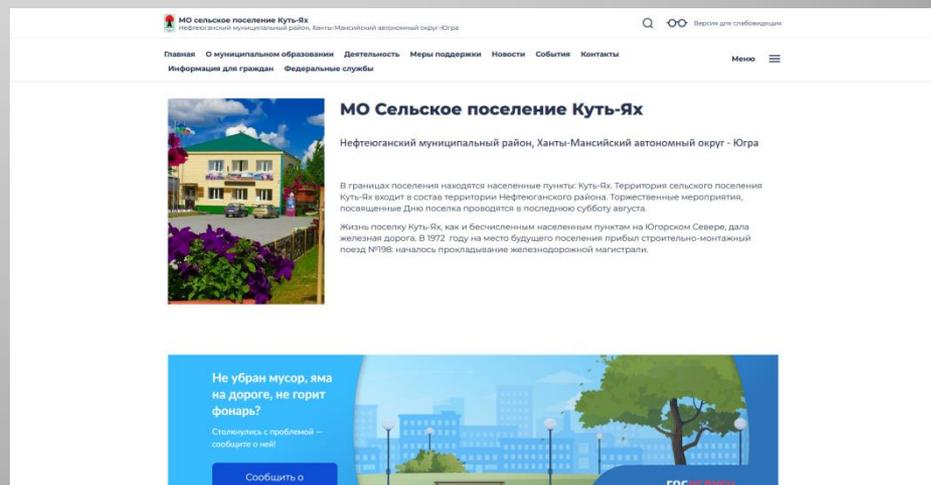 МО сельское поселение Куть-Ях
Нефтеюганский муниципальный район, Ханты-Мансийский автономный округ-Югра
Версия для слабовидящих
Главная О муниципальном образовании Деятельность Меры поддержки Новости События Контакты
Информация для граждан Федеральные службы
Меню
МО Сельское поселение Куть-Ях
Нефтеюганский муниципальный район, Ханты-Мансийский автономный округ - Югра
В границах поселения находятся населенные пункты: Куть-Ях. Территория сельского поселения
Куть-Ях входит в состав территории Нефтеюганского района. Торжественные мероприятия,
посвященные Дню поселка проводятся в последнюю субботу августа.
Жизнь поселку Куть-Ях, как и бесчисленным населенным пунктам на Югорском Севере, дала
железная дорога. В 1972 году на место будущего поселения прибыл строительно-монтажный
поезд №198: началось прокладывание железнодорожной магистрали.
Не убран мусор, яма
на дороге, не горит
фонарь?
Столкнулись с проблемой —
сообщите о ней!
Сообщить о
госуслуги